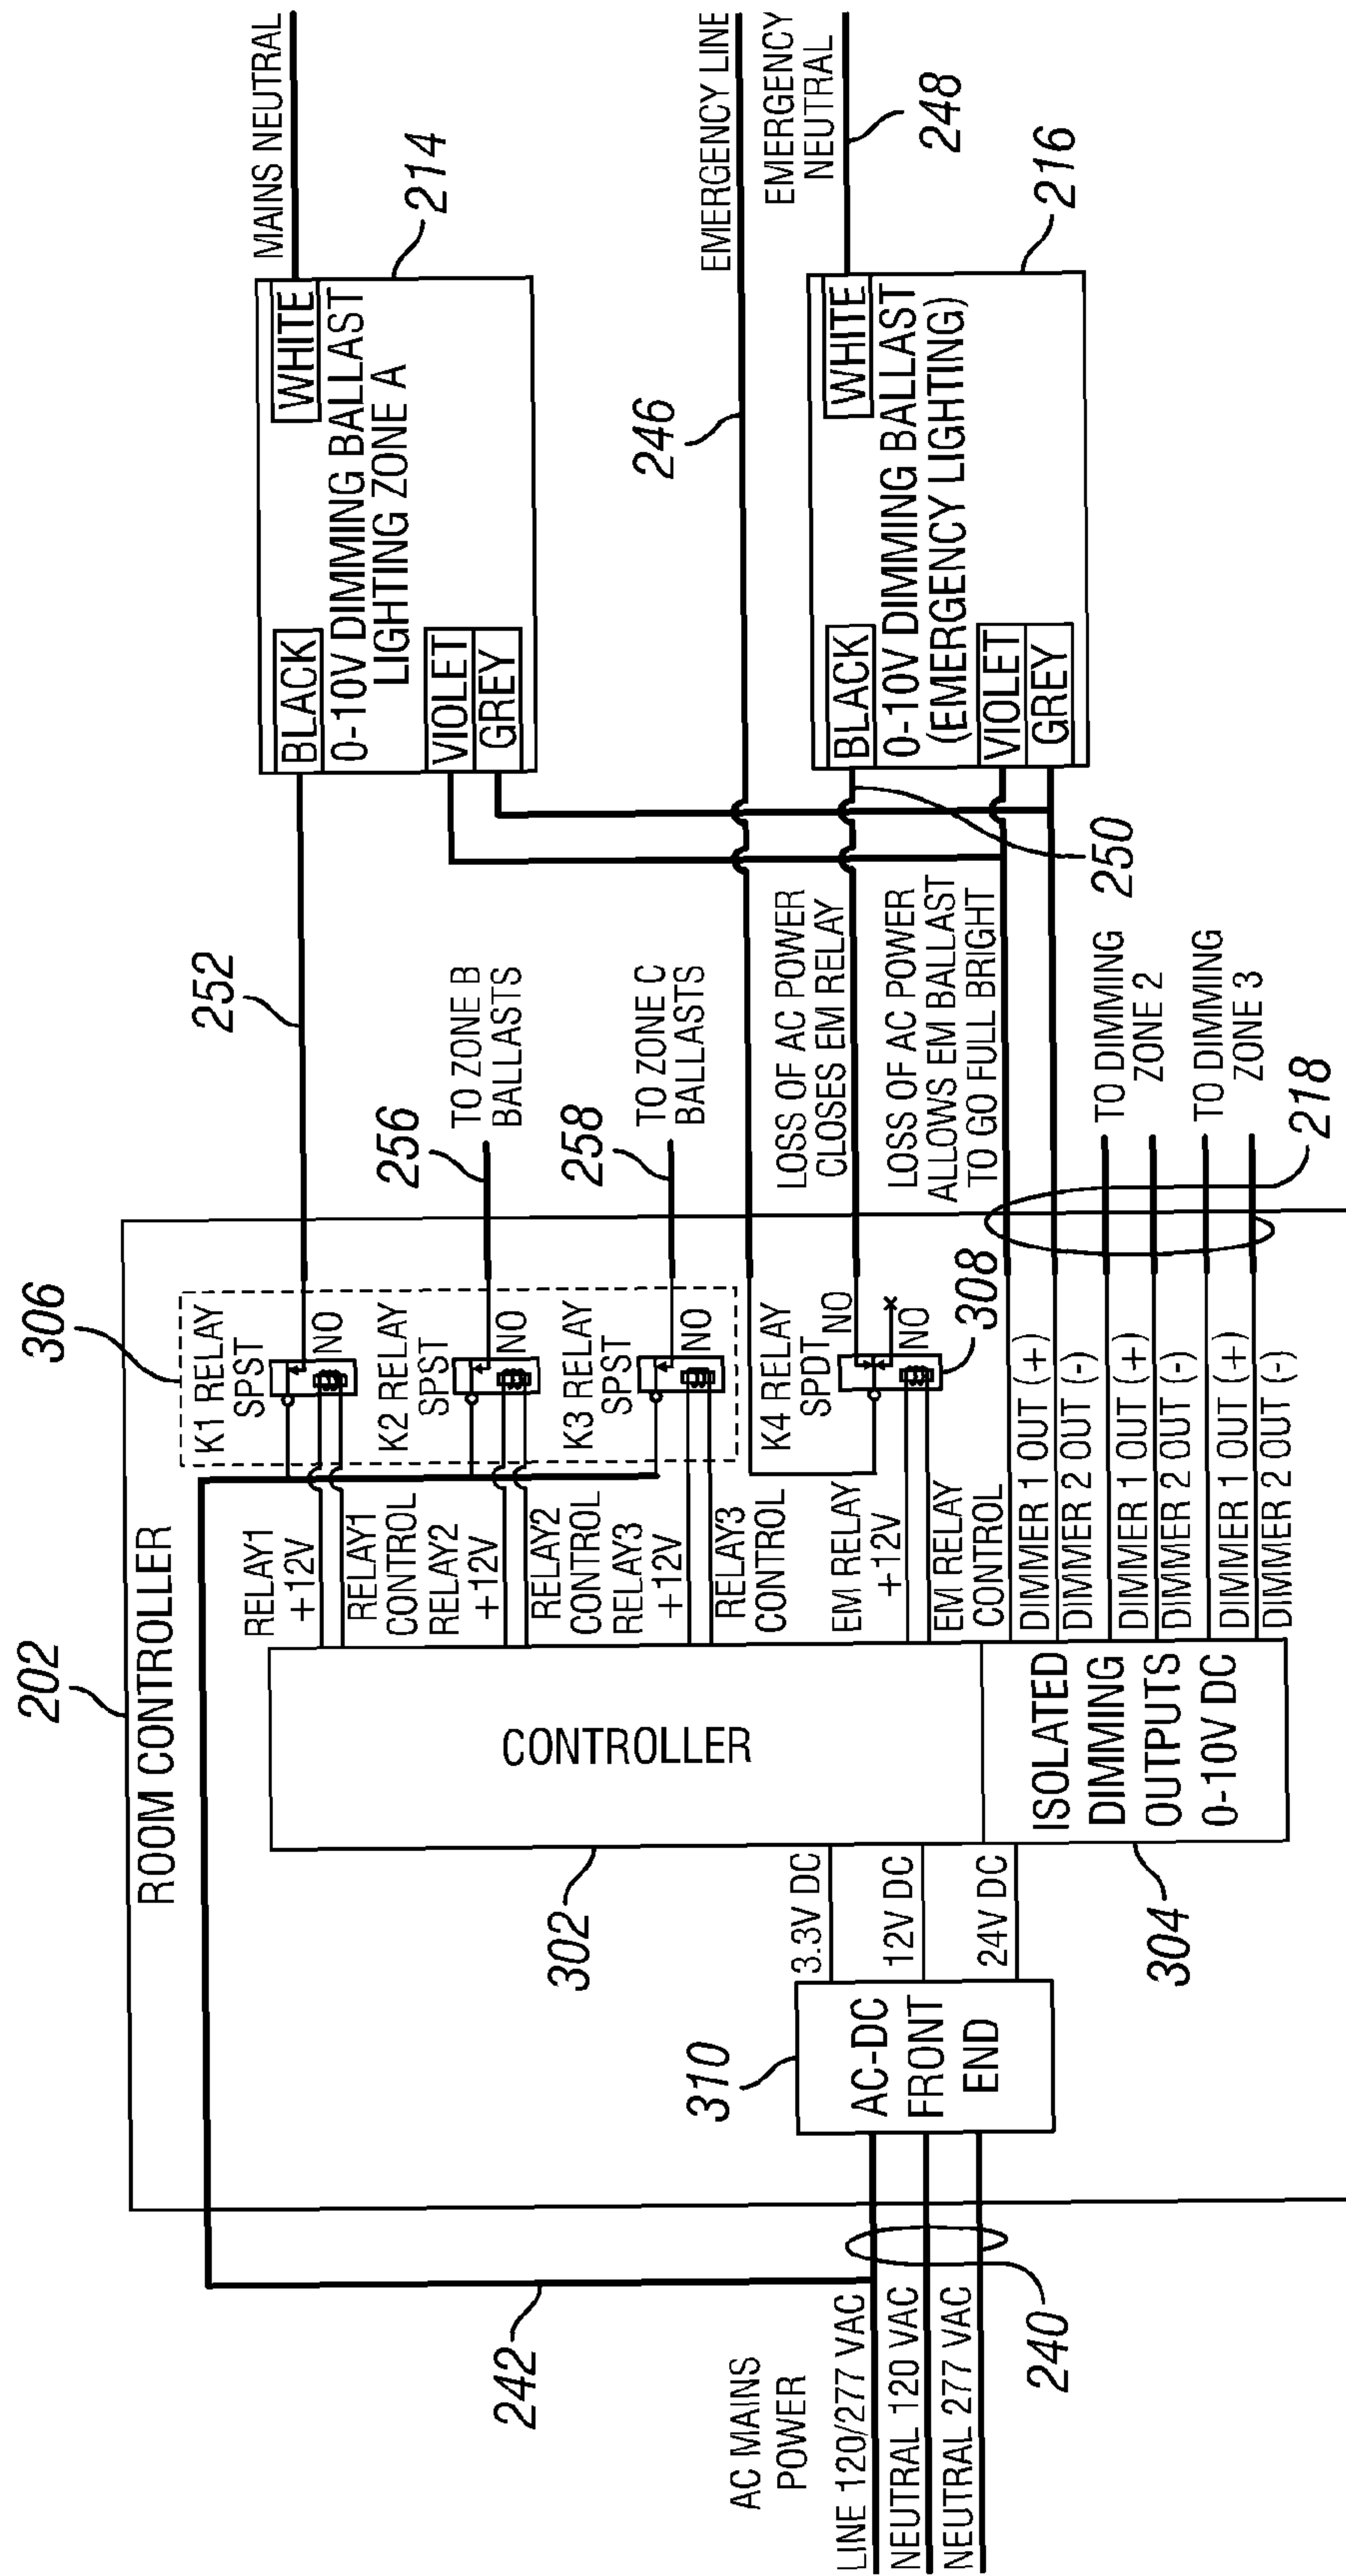 202
ROOM CONTROLLER
306
K1 RELAY
SPST
NO
RELAY1
+12V
RELAY1
CONTROL
K2 RELAY
SPST
NO
RELAY2
+12V
RELAY2
CONTROL
K3 RELAY
SPST
NO
RELAY3
+12V
RELAY3
CONTROL
K4 RELAY
SPDT
NO
NO
308
EM RELAY
+12V
EM RELAY
CONTROL
CONTROLLER
302
ISOLATED
DIMMING
OUTPUTS
0-10V DC
304
DIMMER 1 OUT (+)
DIMMER 2 OUT (-)
DIMMER 1 OUT (+)
DIMMER 2 OUT (-)
DIMMER 1 OUT (+)
DIMMER 2 OUT (-)
3.3V DC
12V DC
24V DC
310
AC-DC
FRONT
END
242
AC MAINS
POWER
LINE 120/277 VAC
NEUTRAL 120 VAC
NEUTRAL 277 VAC
240
252
256
TO ZONE B
BALLASTS
258
TO ZONE C
BALLASTS
LOSS OF AC POWER
CLOSES EM RELAY
LOSS OF AC POWER
ALLOWS EM BALLAST
TO GO FULL BRIGHT
250
TO DIMMING
ZONE 2
TO DIMMING
ZONE 3
218
MAINS NEUTRAL
214
BLACK
WHITE
0-10V DIMMING BALLAST
LIGHTING ZONE A
VIOLET
GREY
EMERGENCY LINE
246
EMERGENCY
NEUTRAL
248
216
BLACK
WHITE
0-10V DIMMING BALLAST
(EMERGENCY LIGHTING)
VIOLET
GREY